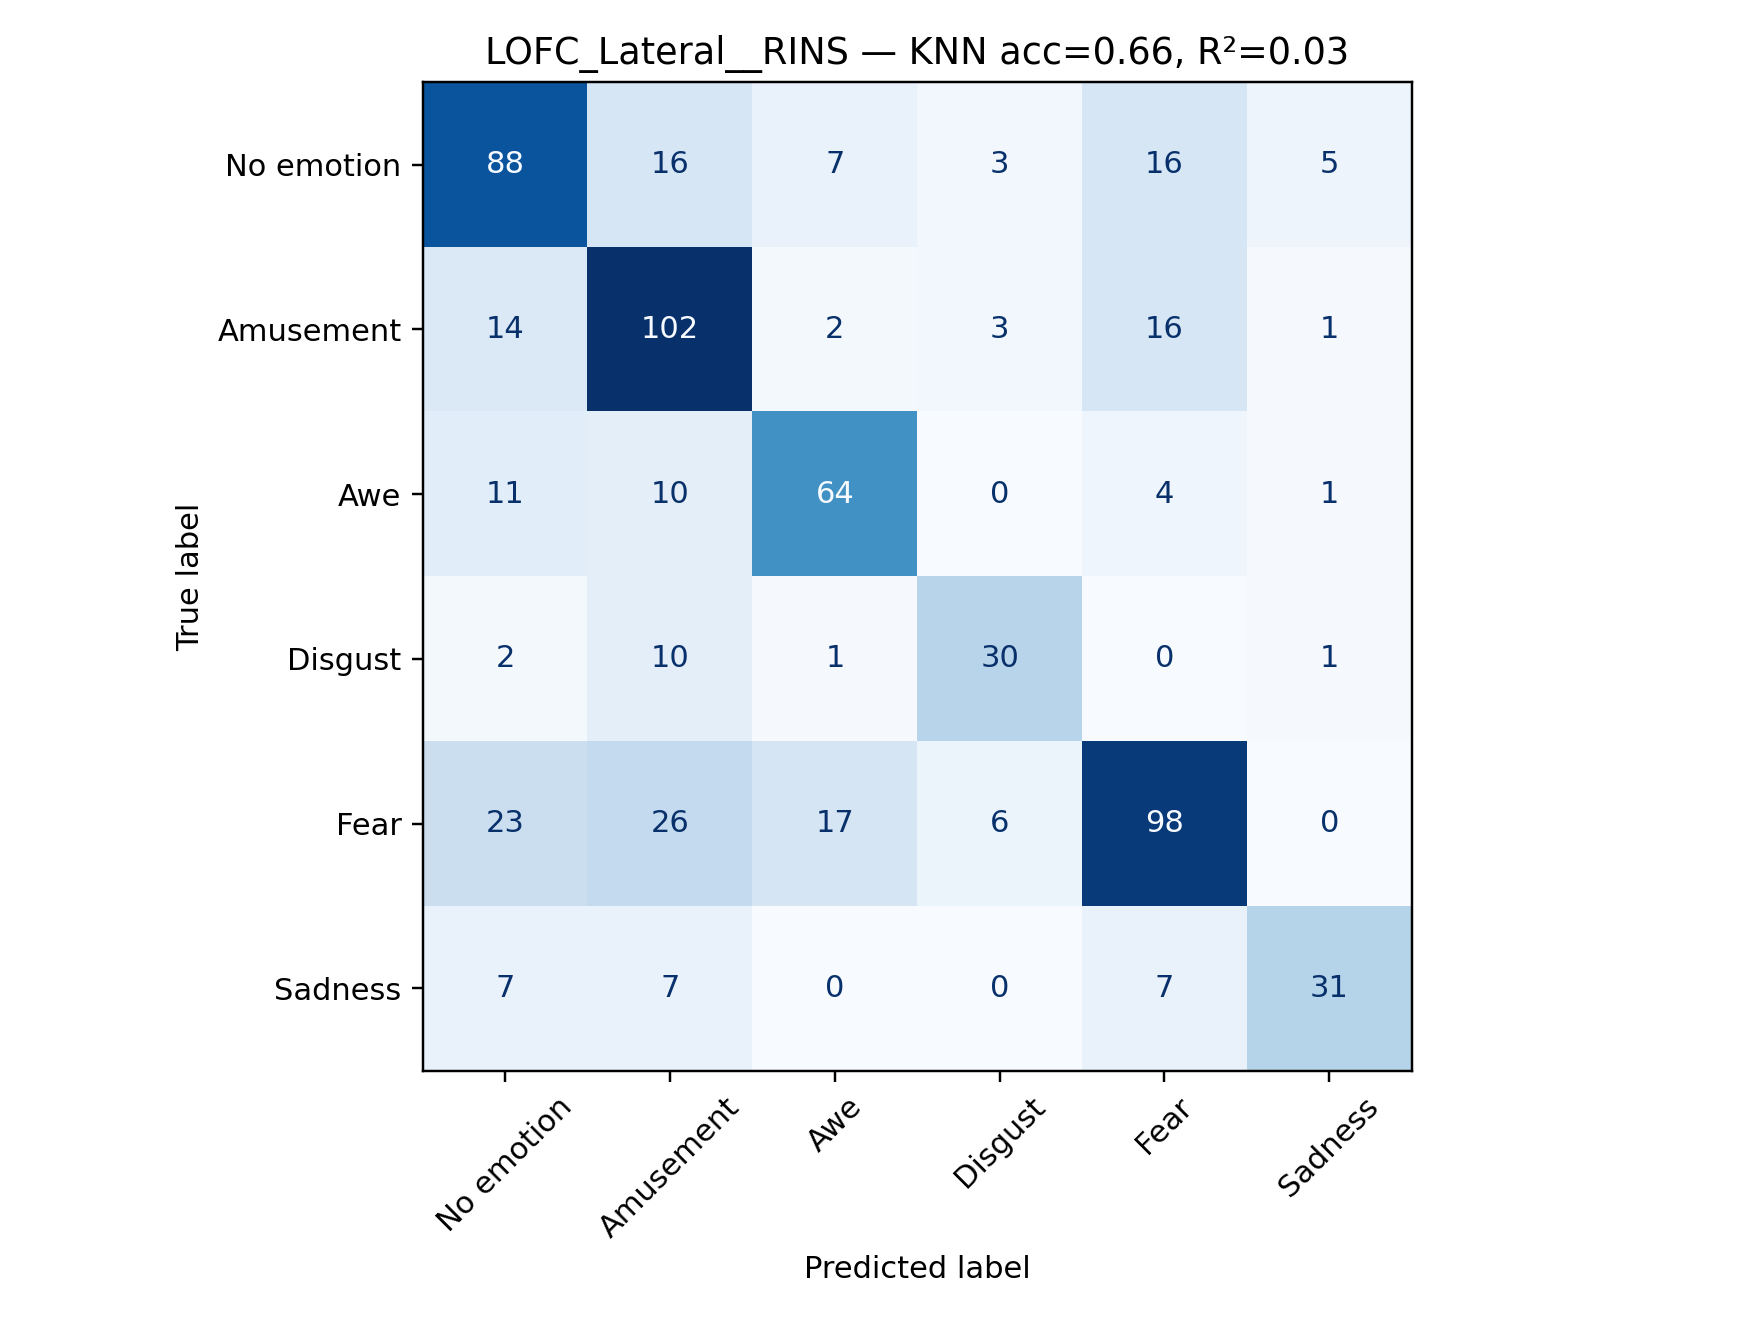 LOFC_Lateral__RINS — KNN acc=0.66, R²=0.03
True label
No emotion 88 16 7 3 16 5
Amusement 14 102 2 3 16 1
Awe 11 10 64 0 4 1
Disgust 2 10 1 30 0 1
Fear 23 26 17 6 98 0
Sadness 7 7 0 0 7 31
No emotion Amusement Awe Disgust Fear Sadness
Predicted label